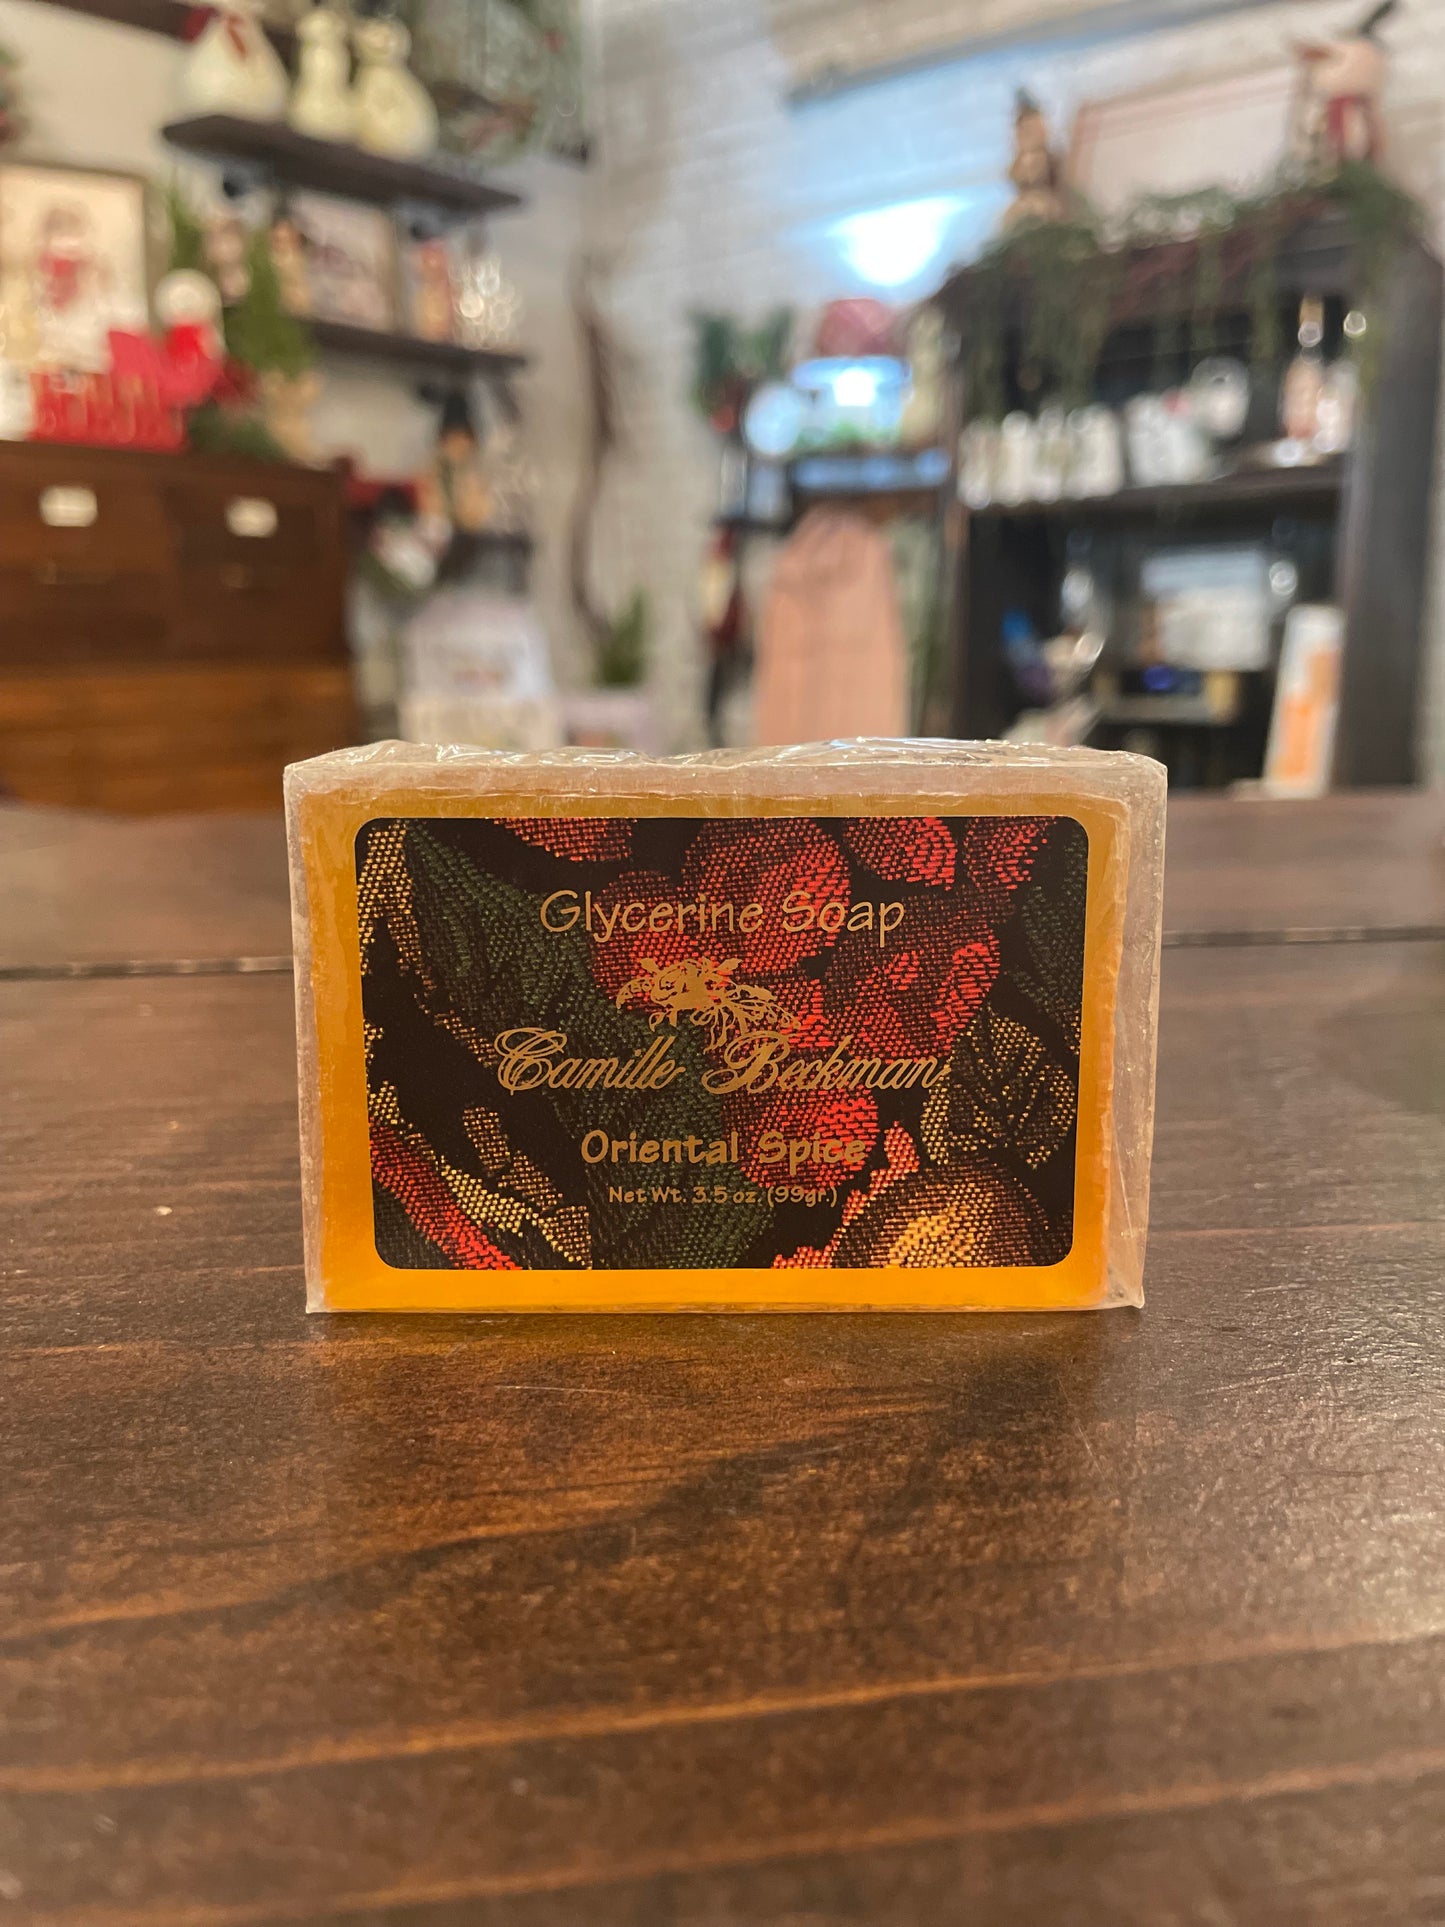 Glycerine Soap
Camille Beckman
Oriental Spice
Net Wt. 3.5 oz. (99gr.)